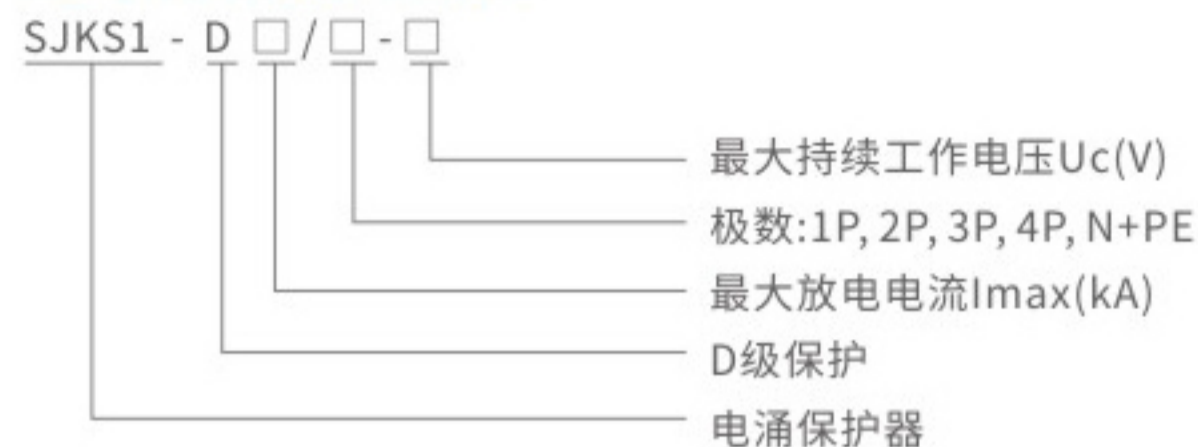 SJKS1 - D □ / □ - □
最大持续工作电压Uc(V)
极数:1P, 2P, 3P, 4P, N+PE
最大放电电流Imax(kA)
D级保护
电涌保护器